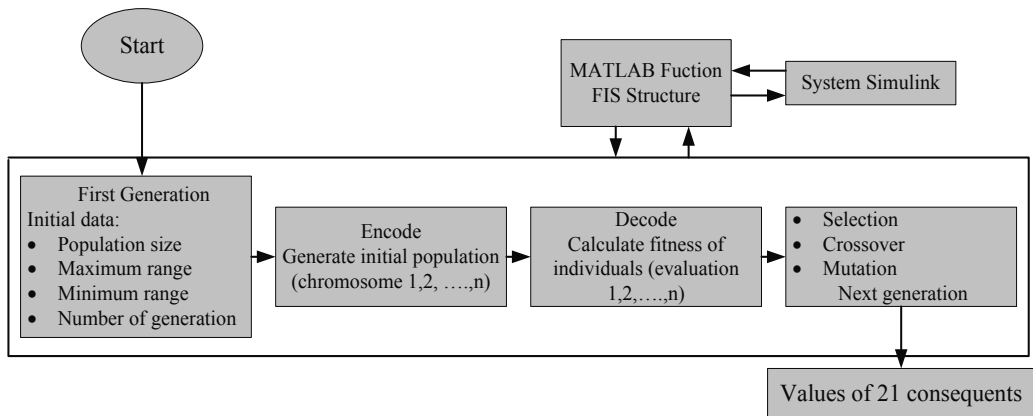 Start
MATLAB Fuction
FIS Structure
System Simulink
First Generation
Initial data:
• Population size
• Maximum range
• Minimum range
• Number of generation
Encode
Generate initial population
(chromosome 1,2, ….,n)
Decode
Calculate fitness of
individuals (evaluation
1,2,….,n)
• Selection
• Crossover
• Mutation
Next generation
Values of 21 consequents